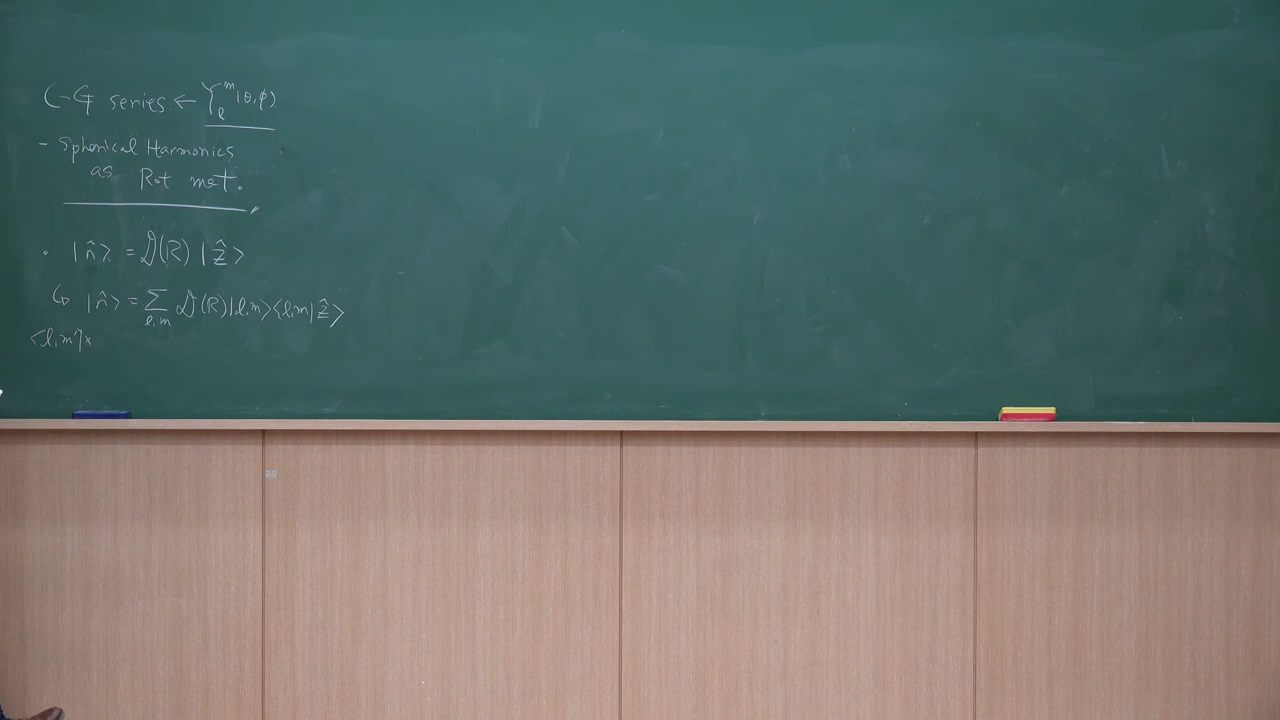 C-G series ← Y_l^m(θ,φ)
- Spherical Harmonics
as Rot mat.
· |n̂> = 𝒟(R) |ẑ>
↳ |n̂> = Σ_{l,m} 𝒟(R)|l,m><l,m|ẑ>
<l,m'|×